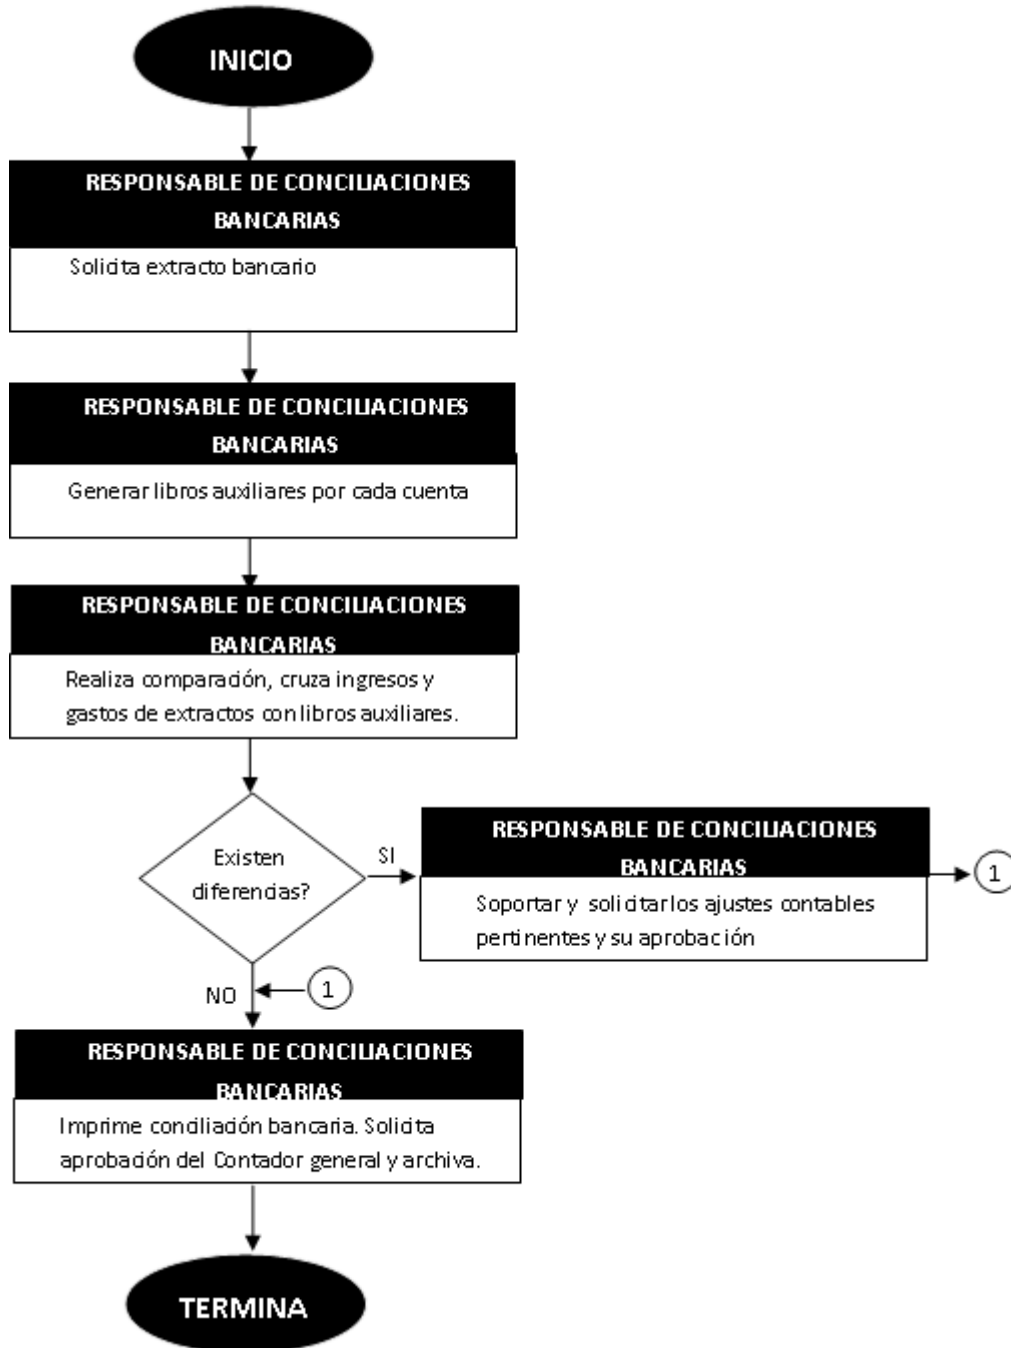 INICIO
RESPONSABLE DE CONCILIACIONES
BANCARIAS
Solicita extracto bancario
RESPONSABLE DE CONCILIACIONES
BANCARIAS
Generar libros auxiliares por cada cuenta
RESPONSABLE DE CONCILIACIONES
BANCARIAS
Realiza comparación, cruza ingresos y
gastos de extractos con libros auxiliares.
Existen
diferencias?
SI
RESPONSABLE DE CONCILIACIONES
BANCARIAS
Soportar y solicitar los ajustes contables
pertinentes y su aprobación
1
NO
1
RESPONSABLE DE CONCILIACIONES
BANCARIAS
Imprime conciliación bancaria. Solicita
aprobación del Contador general y archiva.
TERMINA